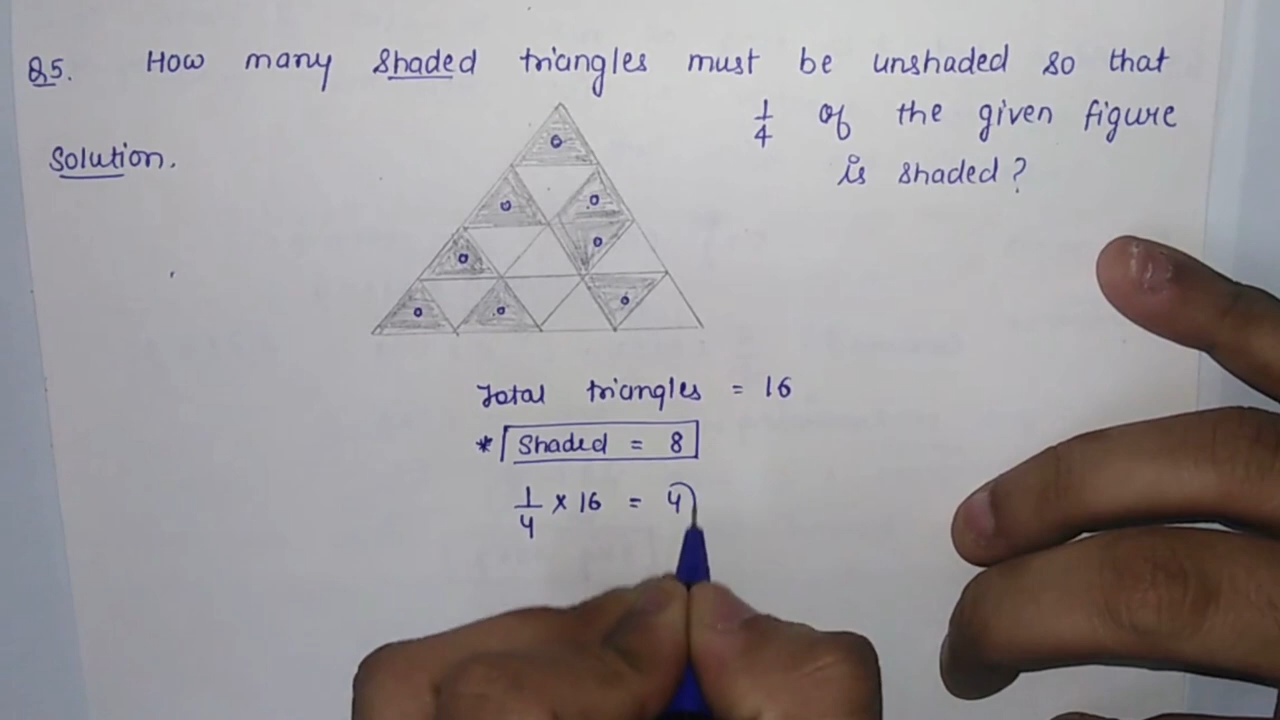 Q5. How many shaded triangles must be unshaded so that
1/4 of the given figure
is shaded?
Solution.
Total triangles = 16
* Shaded = 8
1/4 x 16 = 4